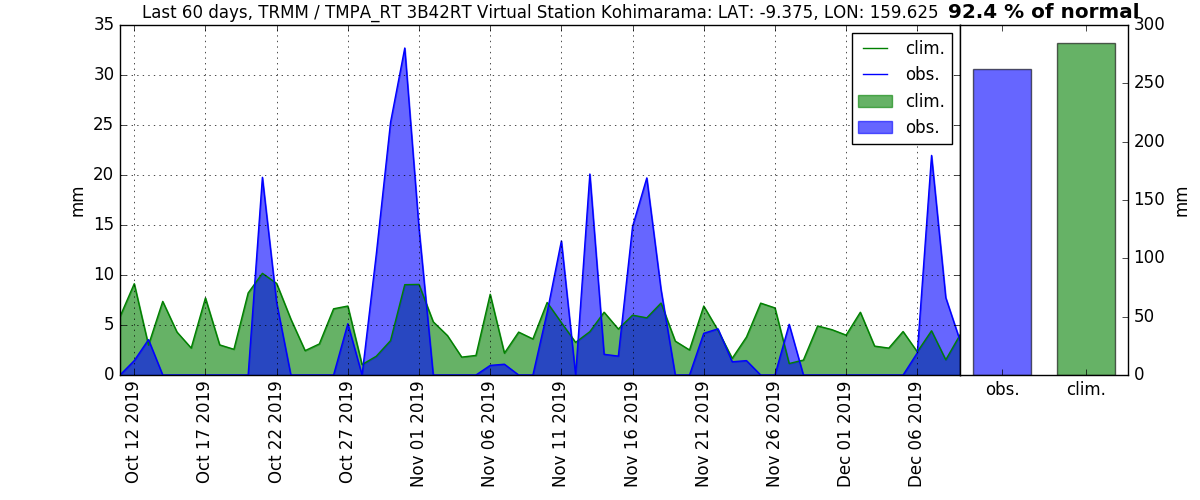 Last 60 days, TRMM / TMPA_RT 3B42RT Virtual Station Kohimarama: LAT: -9.375, LON: 159.625
92.4 % of normal
35
30
25
20
15
10
5
0
mm
clim.
obs.
clim.
obs.
Oct 12 2019
Oct 17 2019
Oct 22 2019
Oct 27 2019
Nov 01 2019
Nov 06 2019
Nov 11 2019
Nov 16 2019
Nov 21 2019
Nov 26 2019
Dec 01 2019
Dec 06 2019
300
250
200
150
100
50
0
mm
obs.
clim.